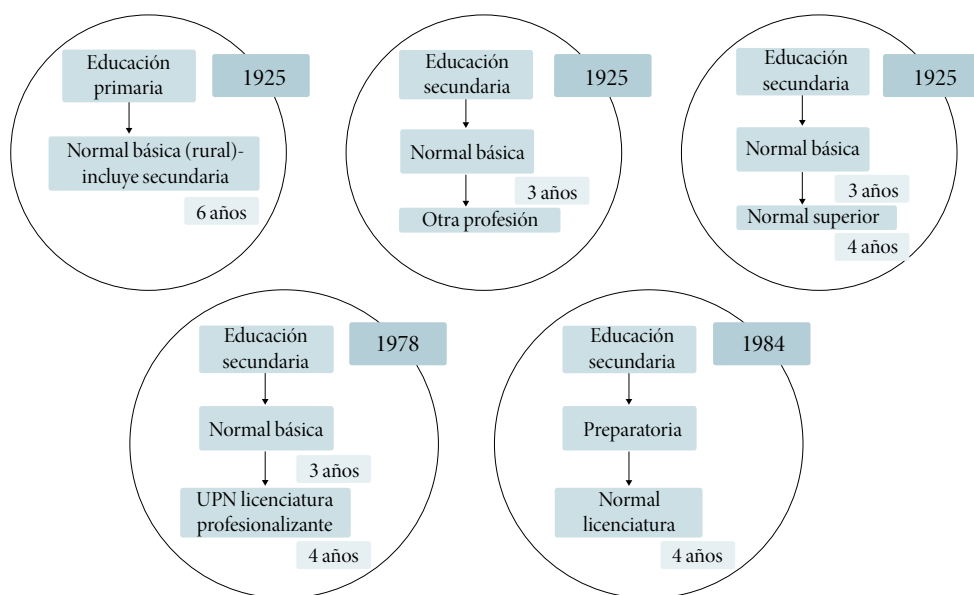 Educación
primaria
1925
Normal básica (rural)-
incluye secundaria
6 años
Educación
secundaria
1925
Normal básica
3 años
Otra profesión
Educación
secundaria
1925
Normal básica
3 años
Normal superior
4 años
Educación
secundaria
1978
Normal básica
3 años
UPN licenciatura
profesionalizante
4 años
Educación
secundaria
1984
Preparatoria
Normal
licenciatura
4 años